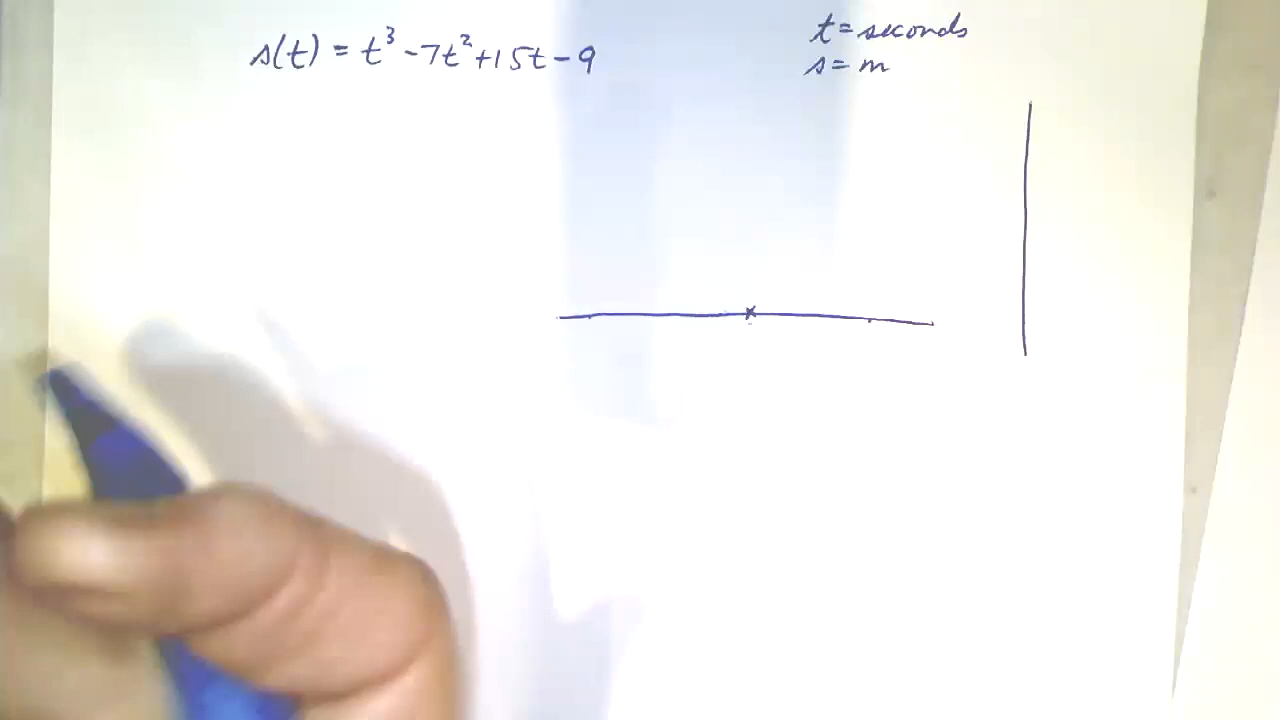 s(t) = t³ - 7t² + 15t - 9
t = seconds
s = m